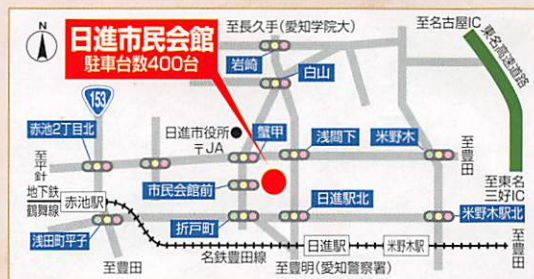 至長久手(愛知学院大)
至名古屋IC
N
日進市民会館
駐車台数400台
岩崎
白山
東名高速道路
153
赤池2丁目北
日進市役所
〒JA
蟹甲
浅間下
米野木
至平針
至豊田
地下鉄
鶴舞線
赤池駅
市民会館前
至東名
三好IC
折戸町
日進駅北
米野木駅北
浅田町平子
至豊田
名鉄豊田線
日進駅
米野木駅
至豊田
至豊明(愛知警察署)